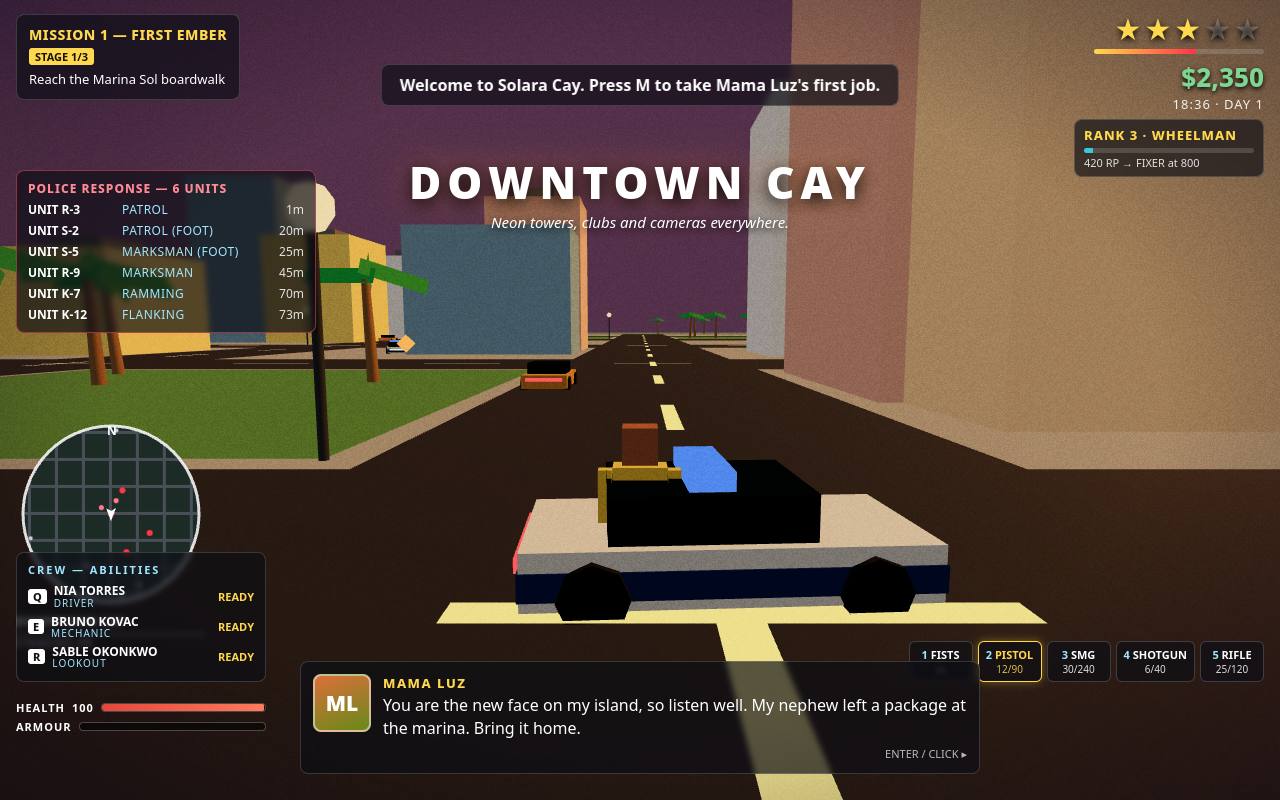 MISSION 1 — FIRST EMBER
STAGE 1/3
Reach the Marina Sol boardwalk
Welcome to Solara Cay. Press M to take Mama Luz's first job.
$2,350
18:36 · DAY 1
RANK 3 · WHEELMAN
420 RP → FIXER at 800
DOWNTOWN CAY
Neon towers, clubs and cameras everywhere.
POLICE RESPONSE — 6 UNITS
UNIT R-3 PATROL 1m
UNIT S-2 PATROL (FOOT) 20m
UNIT S-5 MARKSMAN (FOOT) 25m
UNIT R-9 MARKSMAN 45m
UNIT K-7 RAMMING 70m
UNIT K-12 FLANKING 73m
N
CREW — ABILITIES
Q NIA TORRES READY
DRIVER
E BRUNO KOVAC READY
MECHANIC
R SABLE OKONKWO READY
LOOKOUT
HEALTH 100
ARMOUR
1 FISTS
2 PISTOL
12/90
3 SMG
30/240
4 SHOTGUN
6/40
5 RIFLE
25/120
ML
MAMA LUZ
You are the new face on my island, so listen well. My nephew left a package at
the marina. Bring it home.
ENTER / CLICK ▸